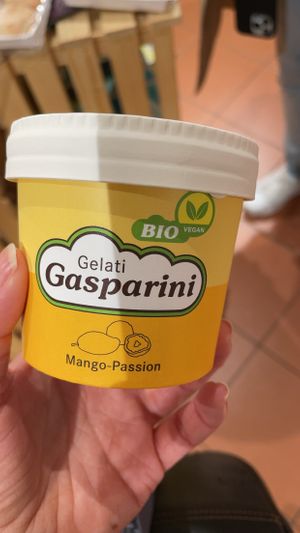 BIO
VEGAN
Gelati
Gasparini
Mango-Passion